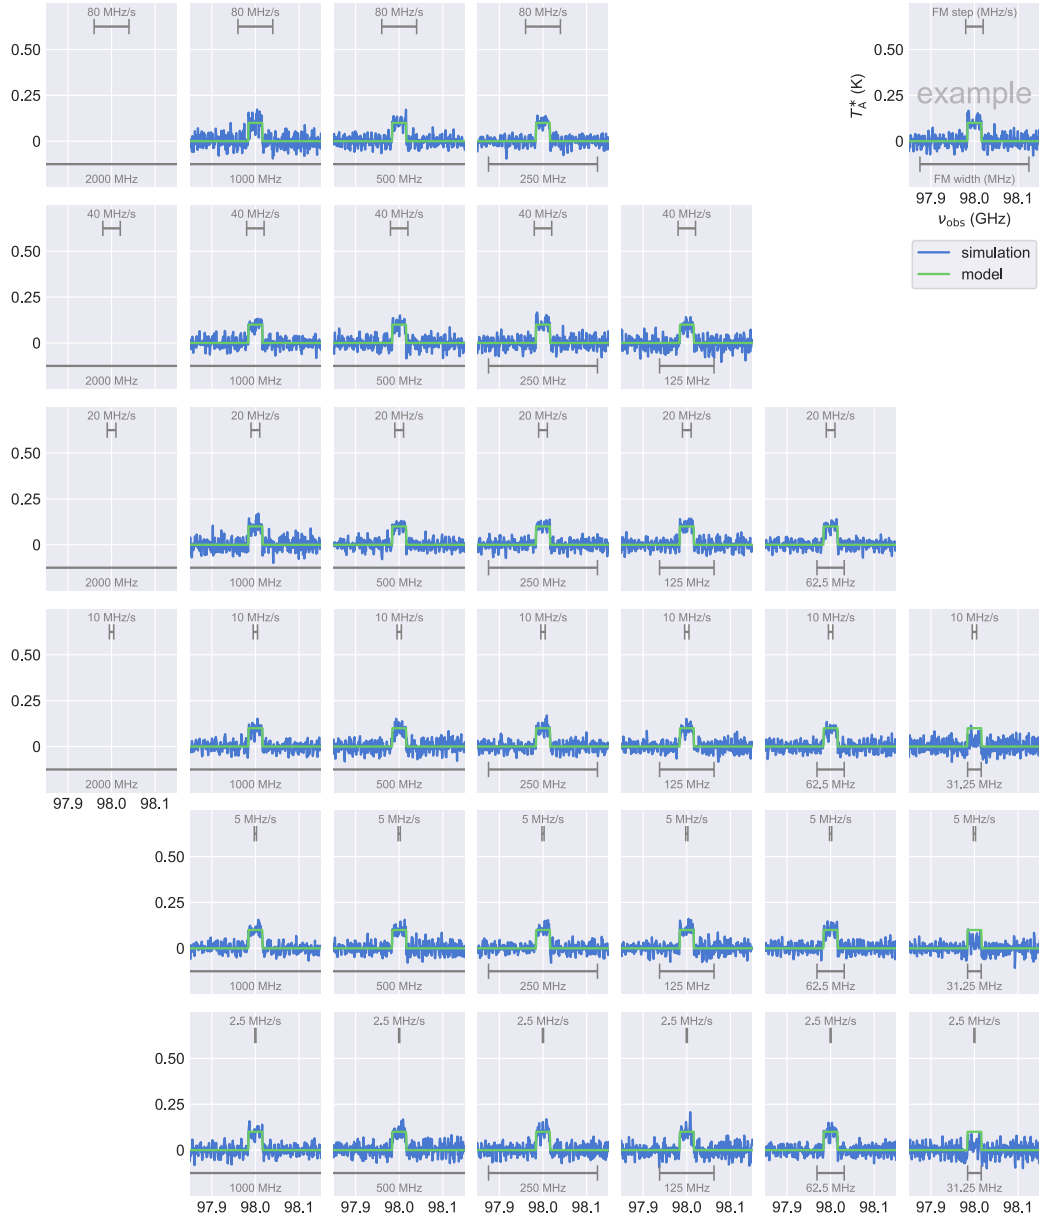 80 MHz/s 80 MHz/s 80 MHz/s 80 MHz/s FM step (MHz/s)
0.50 0.50
example
0.25 0.25
T*A (K)
0 0
2000 MHz 1000 MHz 500 MHz 250 MHz FM width (MHz)
97.9 98.0 98.1
νobs (GHz)
simulation
model
40 MHz/s 40 MHz/s 40 MHz/s 40 MHz/s 40 MHz/s
0.50
0.25
0
2000 MHz 1000 MHz 500 MHz 250 MHz 125 MHz
20 MHz/s 20 MHz/s 20 MHz/s 20 MHz/s 20 MHz/s 20 MHz/s
0.50
0.25
0
2000 MHz 1000 MHz 500 MHz 250 MHz 125 MHz 62.5 MHz
10 MHz/s 10 MHz/s 10 MHz/s 10 MHz/s 10 MHz/s 10 MHz/s 10 MHz/s
0.50
0.25
0
2000 MHz 1000 MHz 500 MHz 250 MHz 125 MHz 62.5 MHz 31.25 MHz
97.9 98.0 98.1
5 MHz/s 5 MHz/s 5 MHz/s 5 MHz/s 5 MHz/s 5 MHz/s
0.50
0.25
0
1000 MHz 500 MHz 250 MHz 125 MHz 62.5 MHz 31.25 MHz
2.5 MHz/s 2.5 MHz/s 2.5 MHz/s 2.5 MHz/s 2.5 MHz/s 2.5 MHz/s
0.50
0.25
0
1000 MHz 500 MHz 250 MHz 125 MHz 62.5 MHz 31.25 MHz
97.9 98.0 98.1 97.9 98.0 98.1 97.9 98.0 98.1 97.9 98.0 98.1 97.9 98.0 98.1 97.9 98.0 98.1